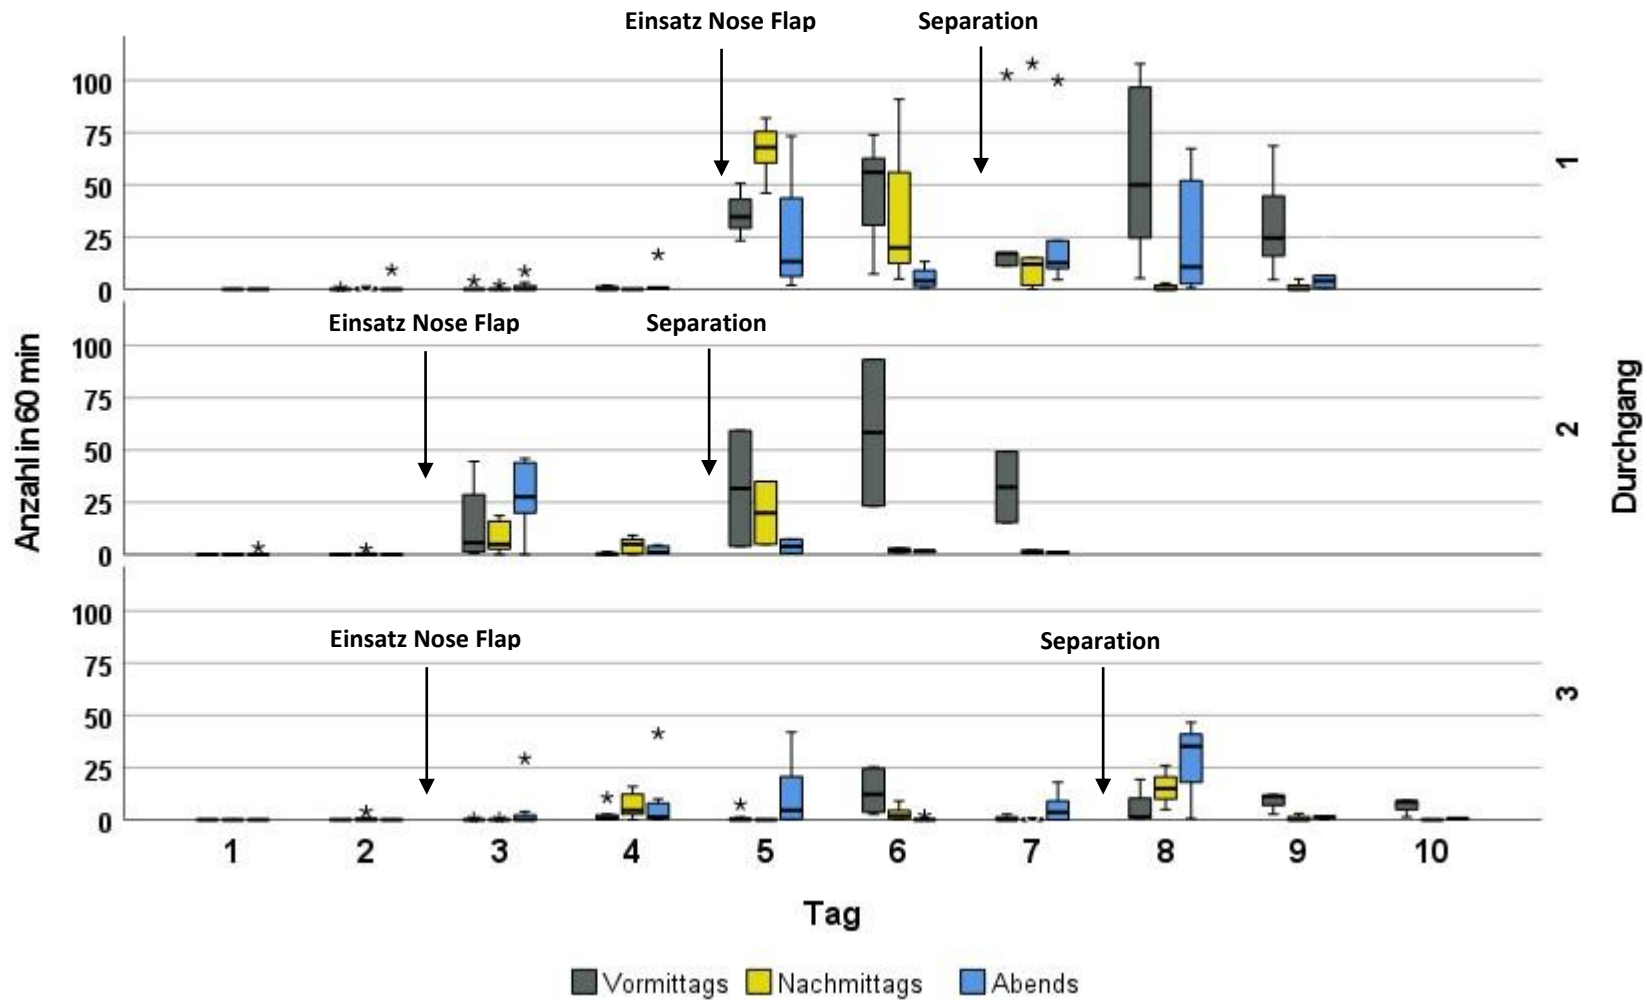 Einsatz Nose Flap
Separation
100
75
50
25
0
1
Einsatz Nose Flap
Separation
100
75
50
25
0
2
Anzahl in 60 min
Durchgang
Einsatz Nose Flap
Separation
100
75
50
25
0
3
1 2 3 4 5 6 7 8 9 10
Tag
Vormittags Nachmittags Abends